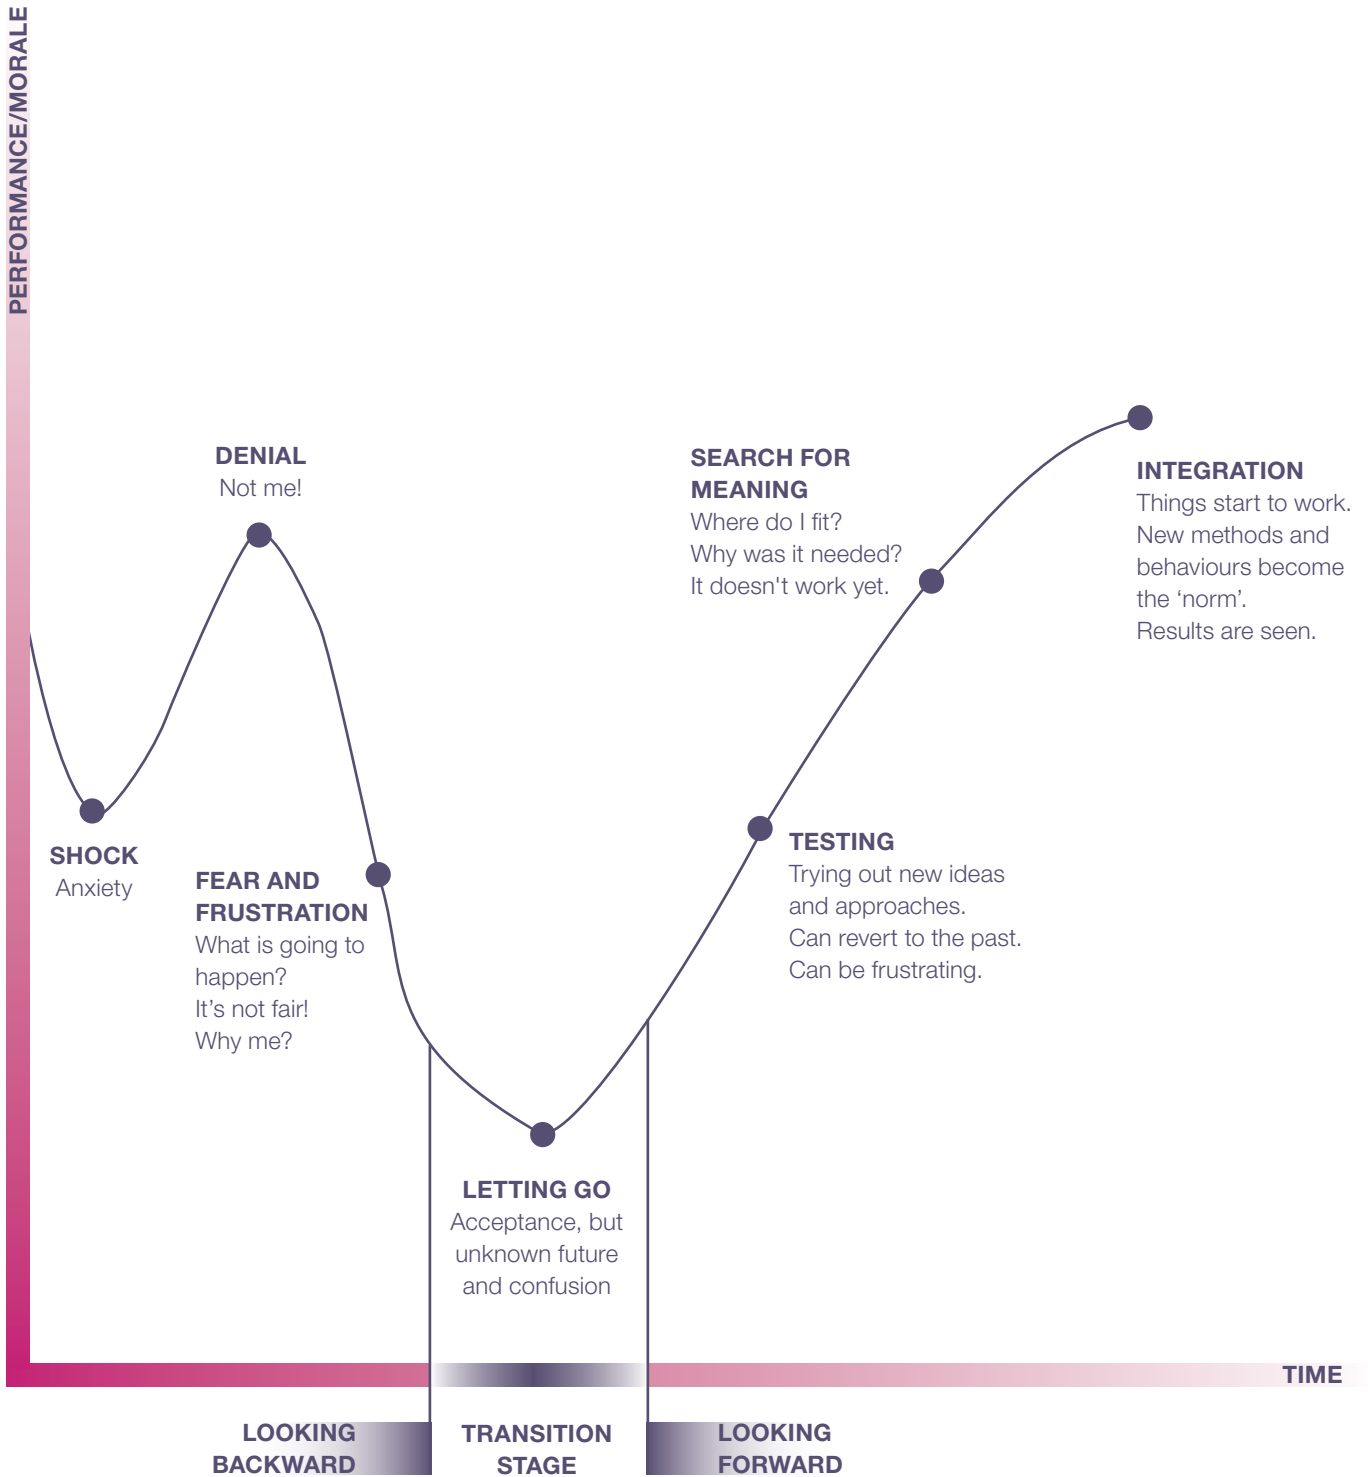 PERFORMANCE/MORALE
DENIAL
Not me!
SHOCK
Anxiety
FEAR AND
FRUSTRATION
What is going to
happen?
It’s not fair!
Why me?
LETTING GO
Acceptance, but
unknown future
and confusion
SEARCH FOR
MEANING
Where do I fit?
Why was it needed?
It doesn't work yet.
TESTING
Trying out new ideas
and approaches.
Can revert to the past.
Can be frustrating.
INTEGRATION
Things start to work.
New methods and
behaviours become
the ‘norm’.
Results are seen.
TIME
LOOKING
BACKWARD
TRANSITION
STAGE
LOOKING
FORWARD